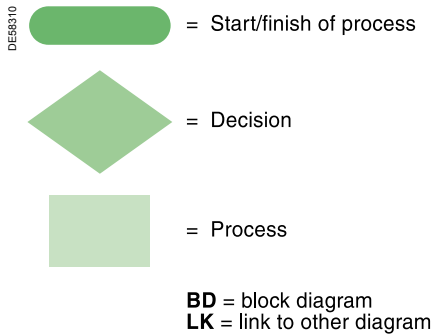 DE58310
= Start/finish of process
= Decision
= Process
BD = block diagram
LK = link to other diagram